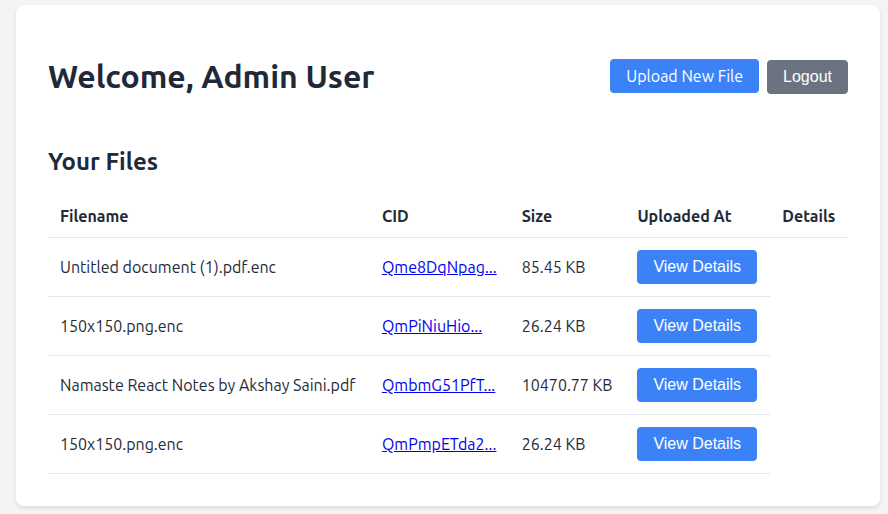 Welcome, Admin User
Upload New File
Logout
Your Files
Filename CID Size Uploaded At Details
Untitled document (1).pdf.enc Qme8DqNpag... 85.45 KB View Details
150x150.png.enc QmPiNiuHio... 26.24 KB View Details
Namaste React Notes by Akshay Saini.pdf QmbmG51PfT... 10470.77 KB View Details
150x150.png.enc QmPmpETda2... 26.24 KB View Details